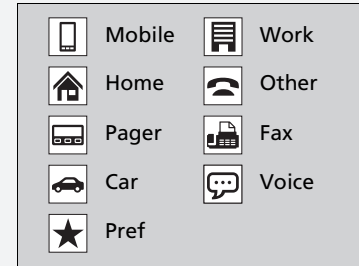 Mobile Work
Home Other
Pager Fax
Car Voice
Pref